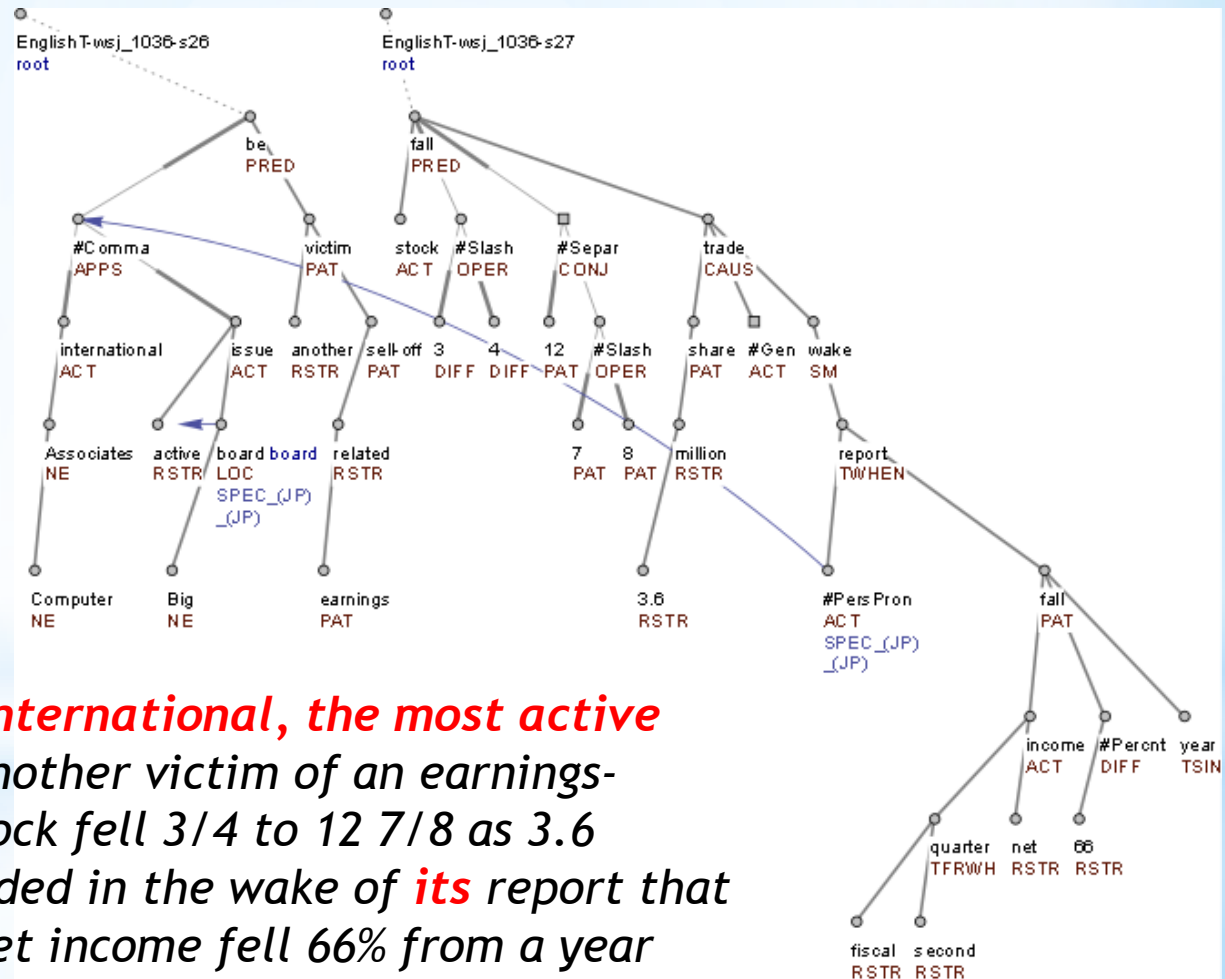 EnglishT-wsj_1036-s26 EnglishT-wsj_1036-s27
root root
be fall
PRED PRED
#Comma victim stock #Slash #Separ trade
APPS PAT ACT OPER CONJ CAUS
international issue another sell-off 3 4 12 #Slash share #Gen wake
ACT ACT RSTR PAT DIFF DIFF PAT OPER PAT ACT SM
Associates active board board related 7 8 million report
NE RSTR LOC RSTR PAT PAT RSTR TWHEN
SPEC_(JP)
_(JP)
Computer Big earnings 3.6 #PersPron fall
NE NE PAT RSTR ACT PAT
SPEC_(JP)
_(JP)
income #Percnt year
ACT DIFF TSIN
quarter net 66
TFRWH RSTR RSTR
fiscal second
RSTR RSTR
nternational, the most active
nother victim of an earnings-
ock fell 3/4 to 12 7/8 as 3.6
ded in the wake of its report that
et income fell 66% from a year